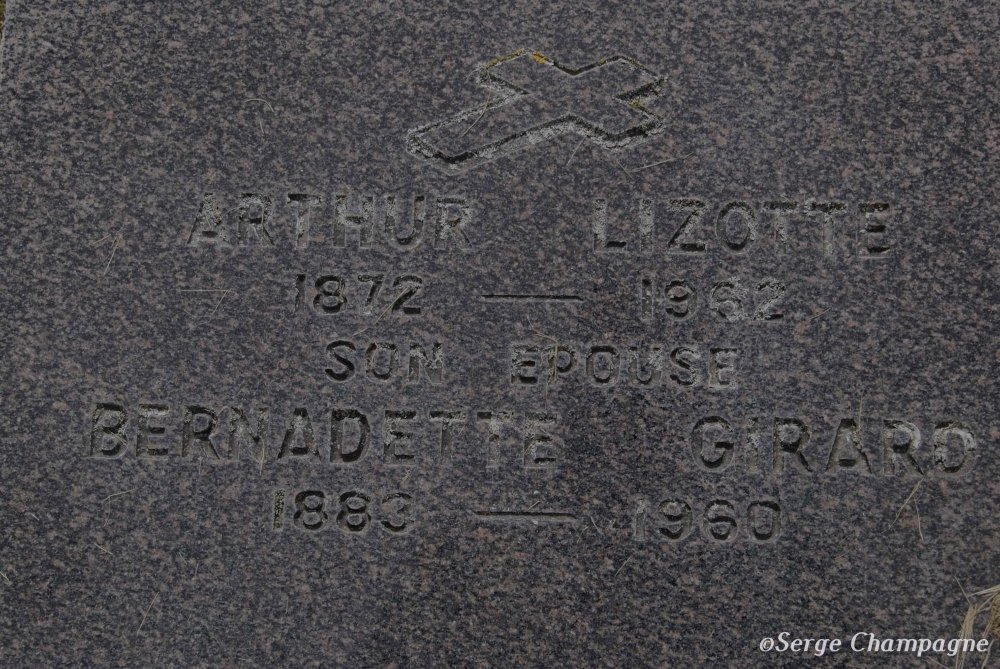 ARTHUR LIZOTTE
1872 — 1962
SON EPOUSE
BERNADETTE GIRARD
1883 — 1960
©Serge Champagne